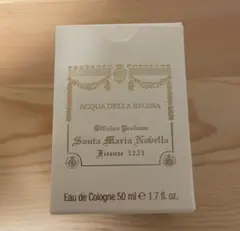 ACQUA DELLA REGINA
Officina Profumo
Santa Maria Novella
Firenze 1221
Eau de Cologne 50 ml e 1.7 fl. oz.